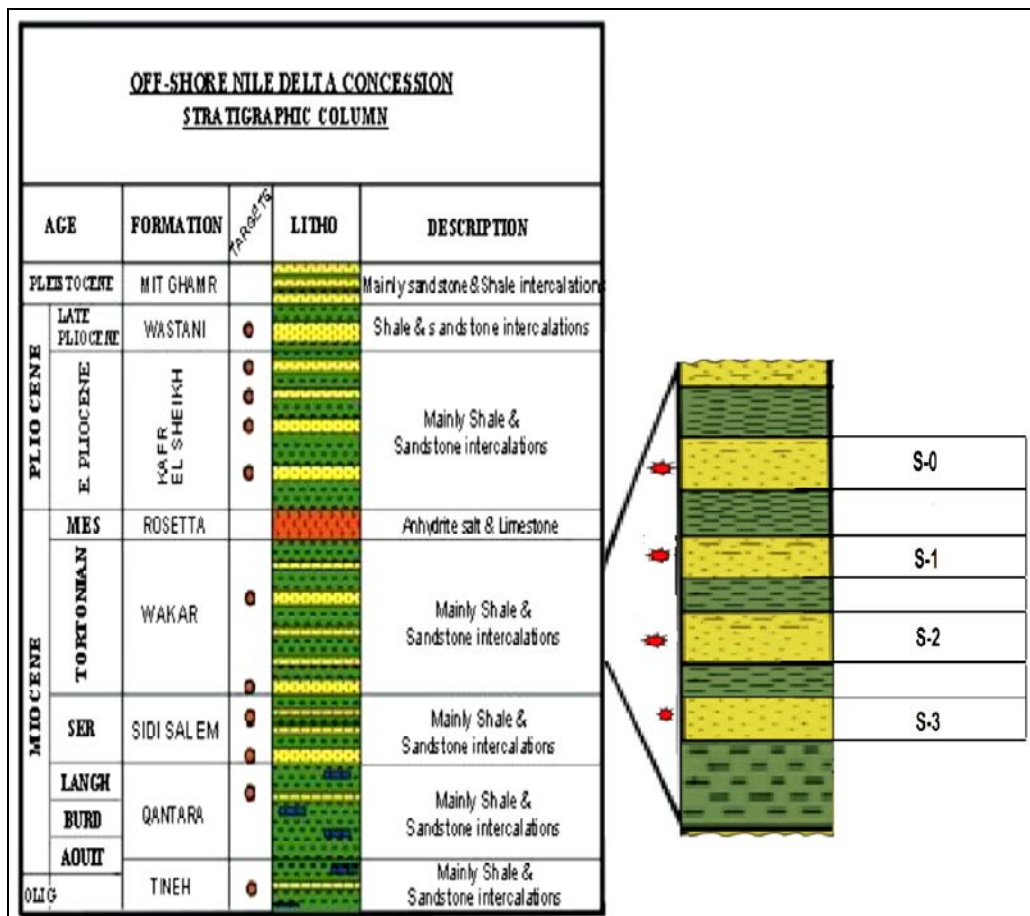 OFF-SHORE NILE DELTA CONCESSION
STRATIGRAPHIC COLUMN
AGE
FORMATION
TARGETS
LITHO
DESCRIPTION
PLEISTOCENE
MIT GHAMR
Mainly sandstone & Shale intercalations
PLIOCENE
LATE
PLIOCENE
WASTANI
Shale & sandstone intercalations
E. PLIOCENE
KAFR
EL SHEIKH
Mainly Shale &
Sandstone intercalations
MIOCENE
MES
ROSETTA
Anhydrite salt & Limestone
TORTONIAN
WAKAR
Mainly Shale &
Sandstone intercalations
SER
SIDI SALEM
Mainly Shale &
Sandstone intercalations
LANGH
BURD
AQUIT
QANTARA
Mainly Shale &
Sandstone intercalations
OLIG
TINEH
Mainly Shale &
Sandstone intercalations
S-0
S-1
S-2
S-3